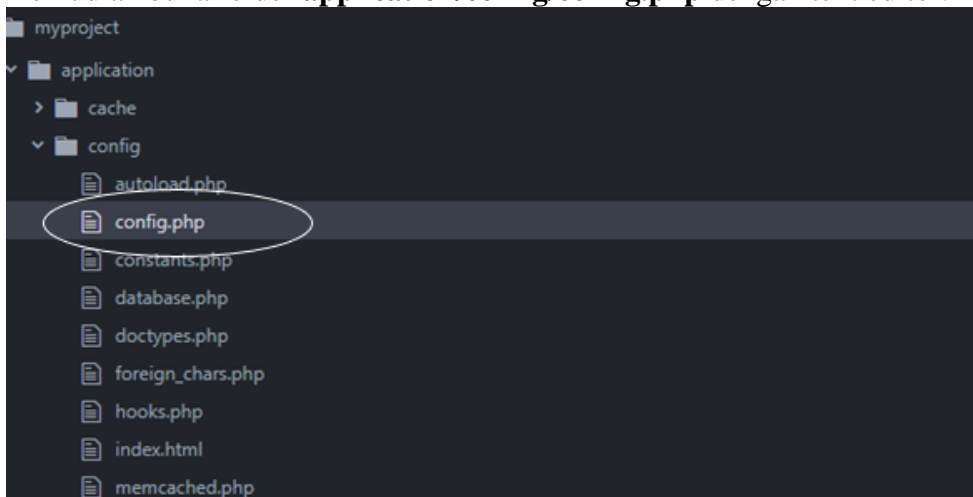 myproject
application
cache
config
autoload.php
config.php
constants.php
database.php
doctypes.php
foreign_chars.php
hooks.php
index.html
memcached.php